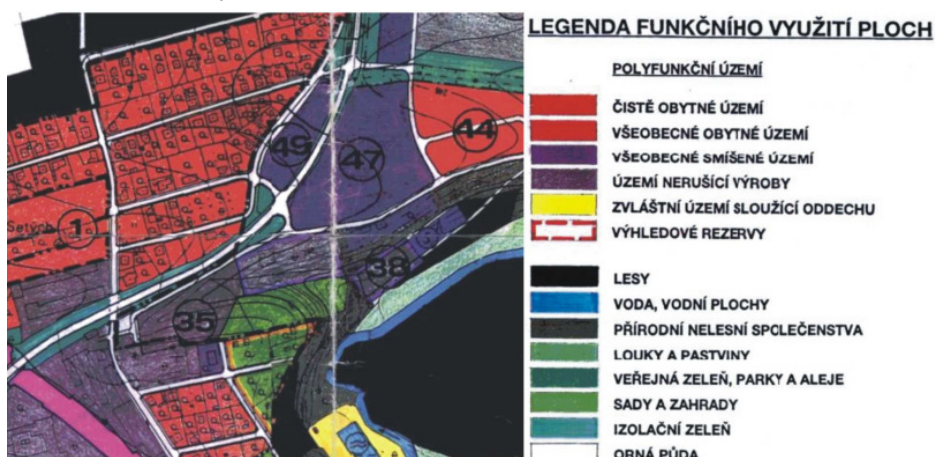 LEGENDA FUNKČNÍHO VYUŽITÍ PLOCH
POLYFUNKČNÍ ÚZEMÍ
ČISTĚ OBYTNÉ ÚZEMÍ
VŠEOBECNÉ OBYTNÉ ÚZEMÍ
VŠEOBECNÉ SMÍŠENÉ ÚZEMÍ
ÚZEMÍ NERUŠÍCÍ VÝROBY
ZVLÁŠTNÍ ÚZEMÍ SLOUŽÍCÍ ODDECHU
VÝHLEDOVÉ REZERVY
LESY
VODA, VODNÍ PLOCHY
PŘÍRODNÍ NELESNÍ SPOLEČENSTVA
LOUKY A PASTVINY
VEŘEJNÁ ZELEŇ, PARKY A ALEJE
SADY A ZAHRADY
IZOLAČNÍ ZELEŇ
ORNÁ PŮDA
44
49
47
1
38
35